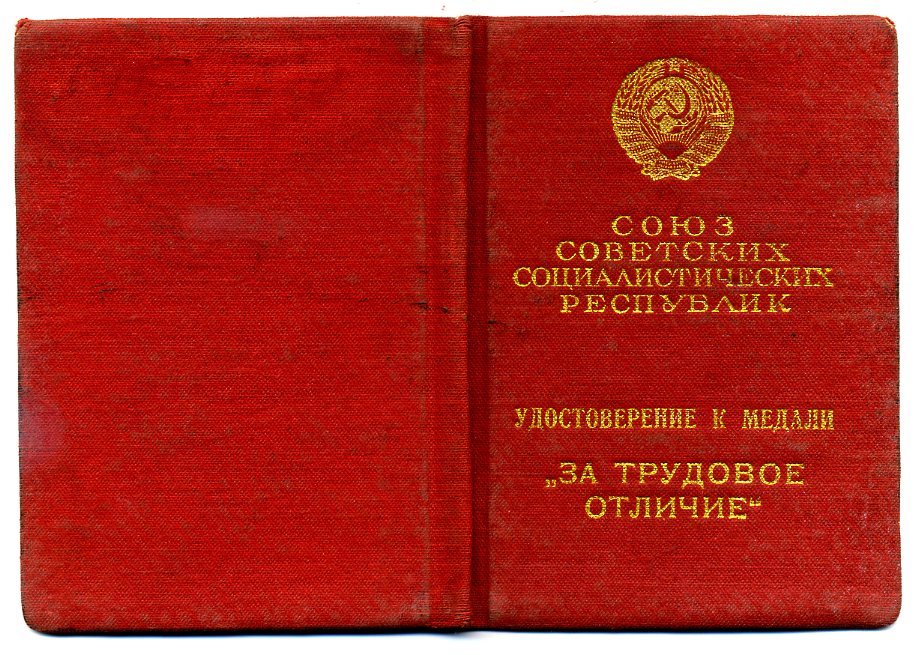 СОЮЗ
СОВЕТСКИХ
СОЦИАЛИСТИЧЕСКИХ
РЕСПУБЛИК
УДОСТОВЕРЕНИЕ К МЕДАЛИ
„ЗА ТРУДОВОЕ
ОТЛИЧИЕ“